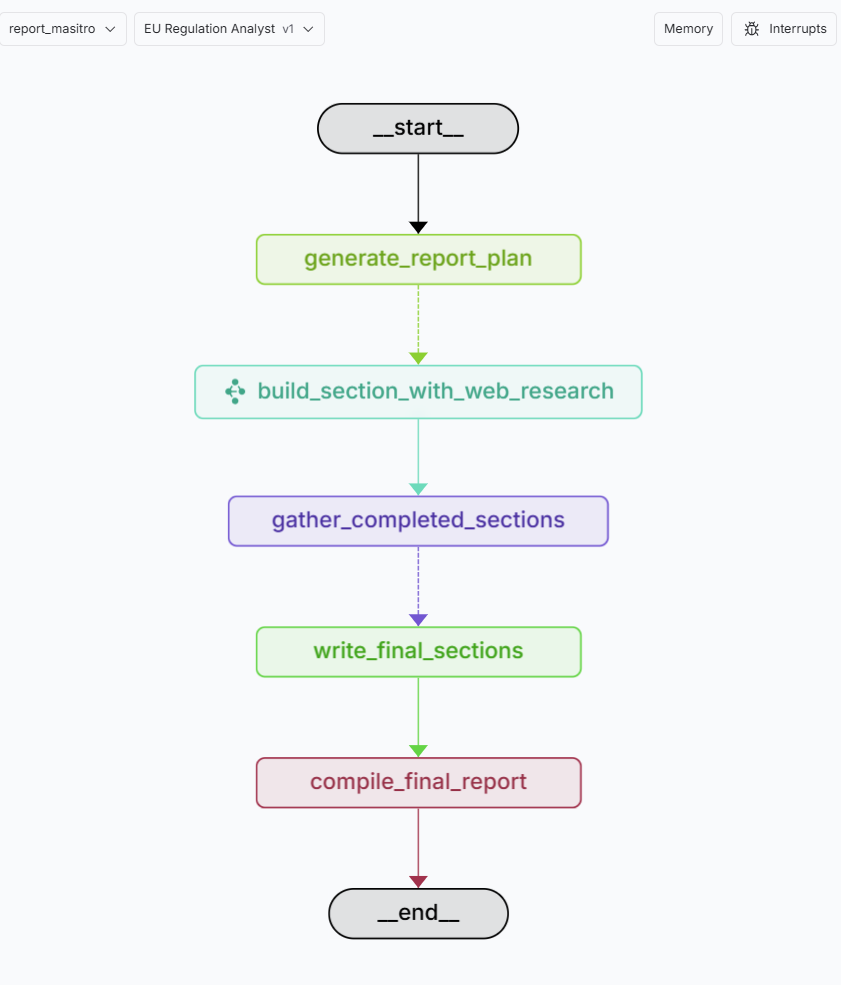 report_masitro
EU Regulation Analyst v1
Memory
Interrupts
__start__
generate_report_plan
build_section_with_web_research
gather_completed_sections
write_final_sections
compile_final_report
__end__